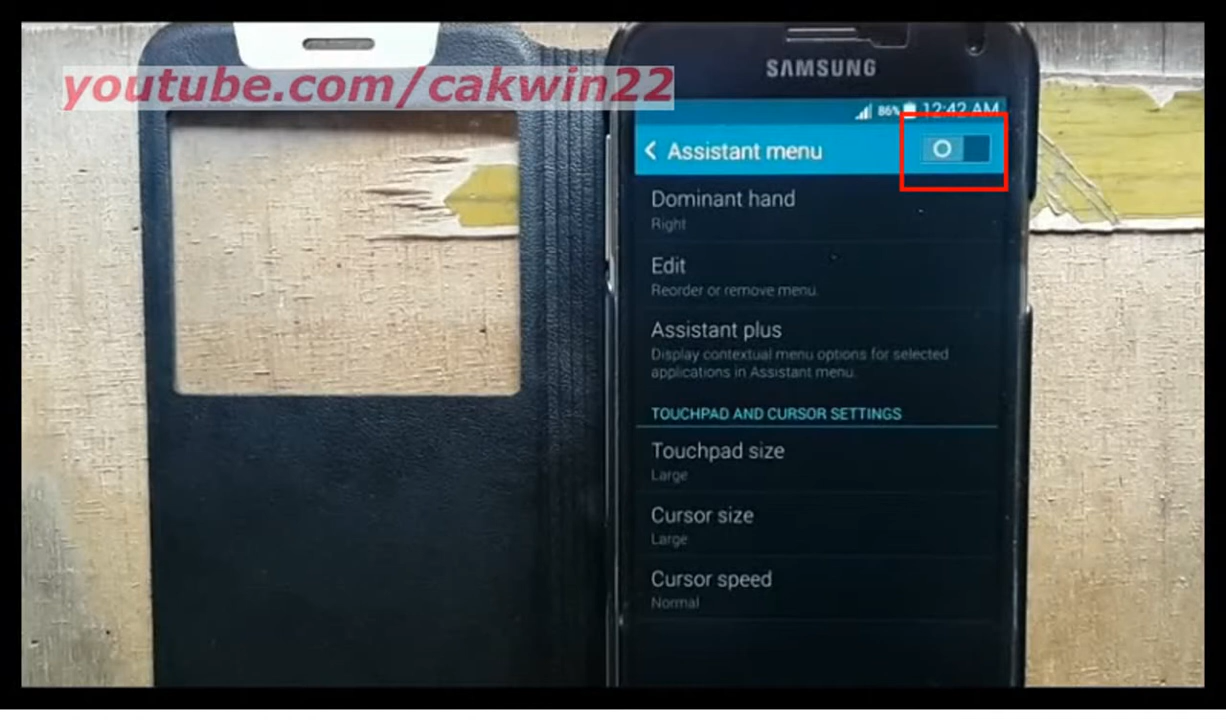 youtube.com/cakwin22
SAMSUNG
86% 12:42 AM
Assistant menu
Dominant hand
Right
Edit
Reorder or remove menu.
Assistant plus
Display contextual menu options for selected
applications in Assistant menu.
TOUCHPAD AND CURSOR SETTINGS
Touchpad size
Large
Cursor size
Large
Cursor speed
Normal